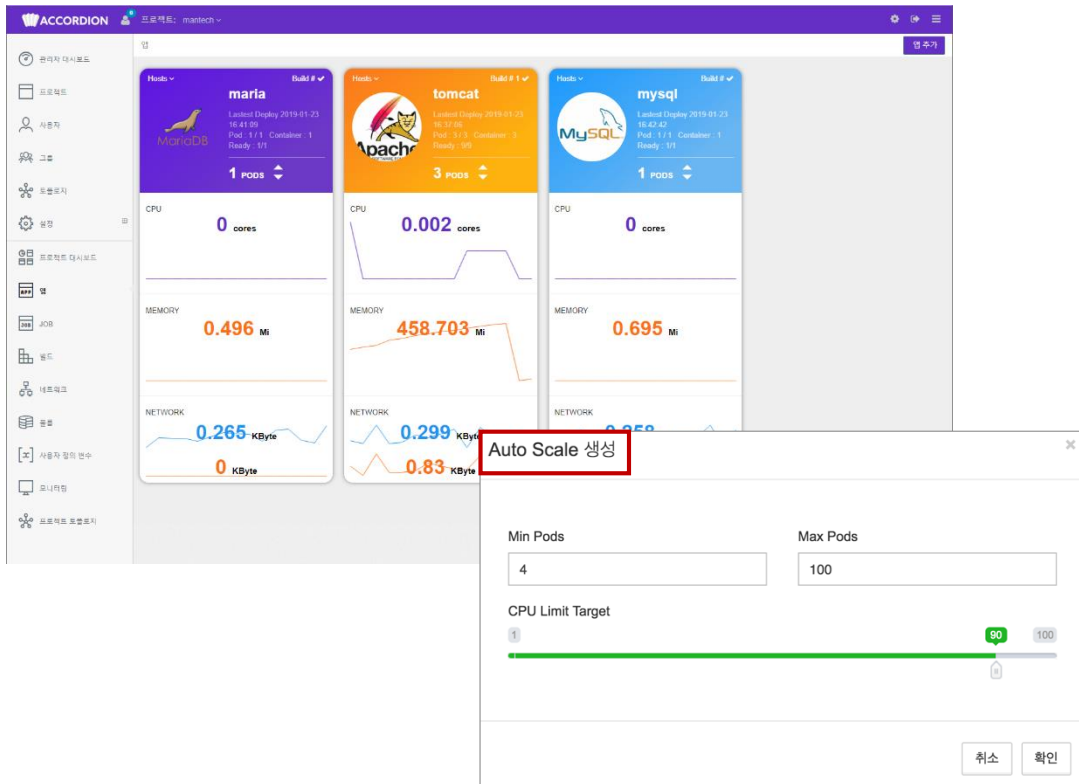 ACCORDION
프로젝트: mantech
앱
앱 추가
관리자 대시보드
프로젝트
사용자
그룹
토폴로지
설정
프로젝트 대시보드
APP 앱
JOB JOB
빌드
네트워크
볼륨
[x] 사용자 정의 변수
모니터링
프로젝트 토폴로지
Hosts
Build #
MariaDB
maria
Lastest Deploy 2019-01-23
16:41:09
Pod : 1 / 1 Container : 1
Ready : 1/1
1 PODS
CPU
0 cores
MEMORY
0.496 Mi
NETWORK
0.265 KByte
0 KByte
Hosts
Build # 1
Apache
tomcat
Lastest Deploy 2019-01-23
Pod : 3 / 3 Container : 3
3 PODS
CPU
0.002 cores
MEMORY
458.703 Mi
NETWORK
0.299 KByte
0.83 KByte
Hosts
Build #
MySQL
mysql
Lastest Deploy 2019-01-23
16:42:42
Pod : 1 / 1 Container : 1
Ready : 1/1
1 PODS
CPU
0 cores
MEMORY
0.695 Mi
NETWORK
Auto Scale 생성
×
Min Pods
Max Pods
4
100
CPU Limit Target
1
90
100
취소
확인